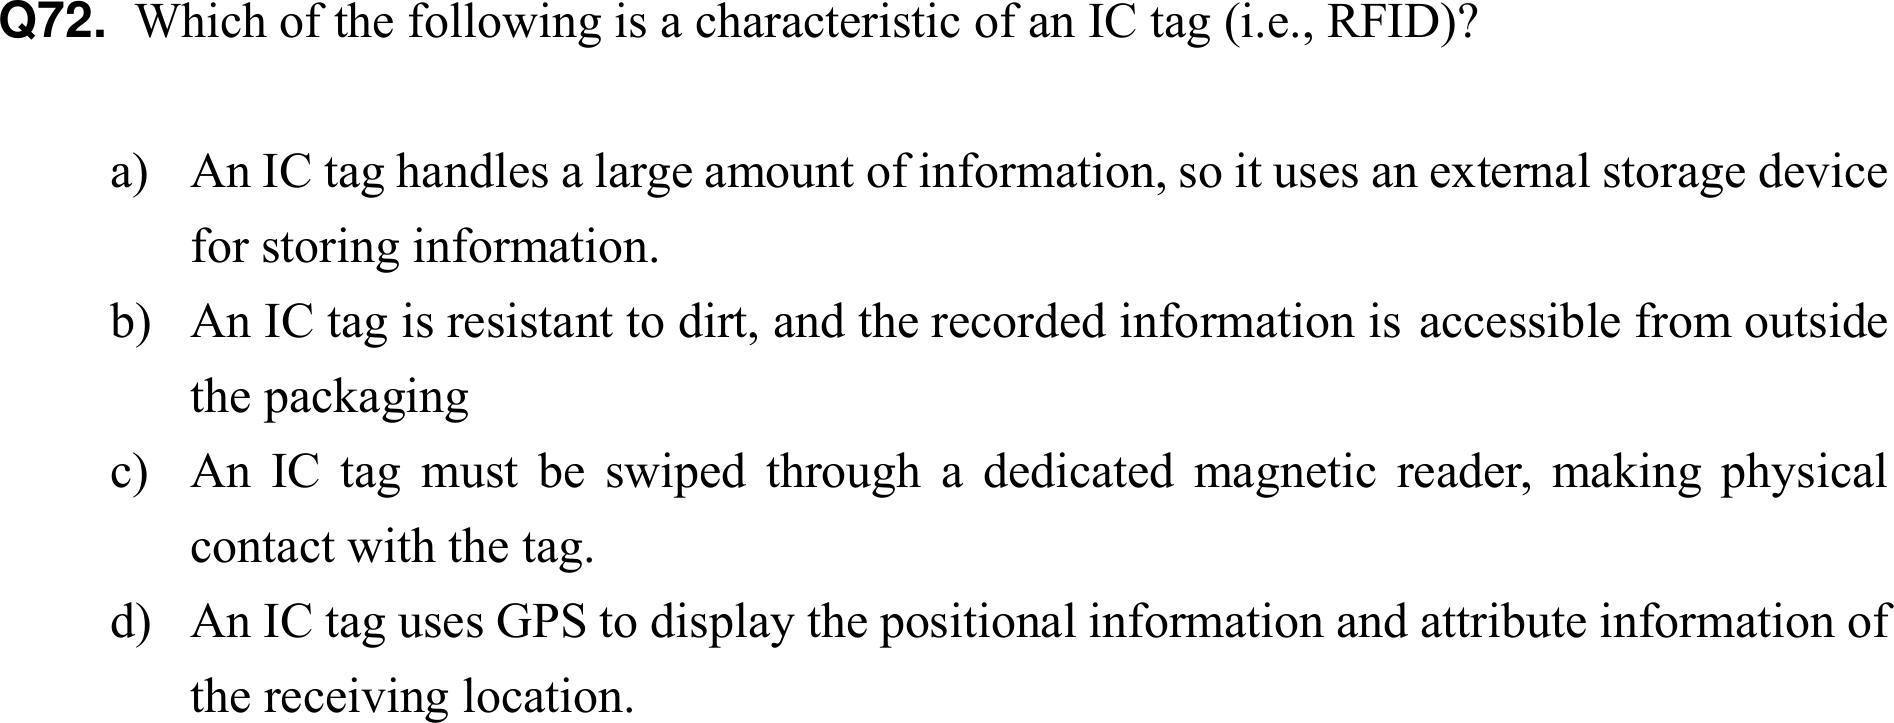 Q72. Which of the following is a characteristic of an IC tag (i.e., RFID)?
a) An IC tag handles a large amount of information, so it uses an external storage device
for storing information.
b) An IC tag is resistant to dirt, and the recorded information is accessible from outside
the packaging
c) An IC tag must be swiped through a dedicated magnetic reader, making physical
contact with the tag.
d) An IC tag uses GPS to display the positional information and attribute information of
the receiving location.